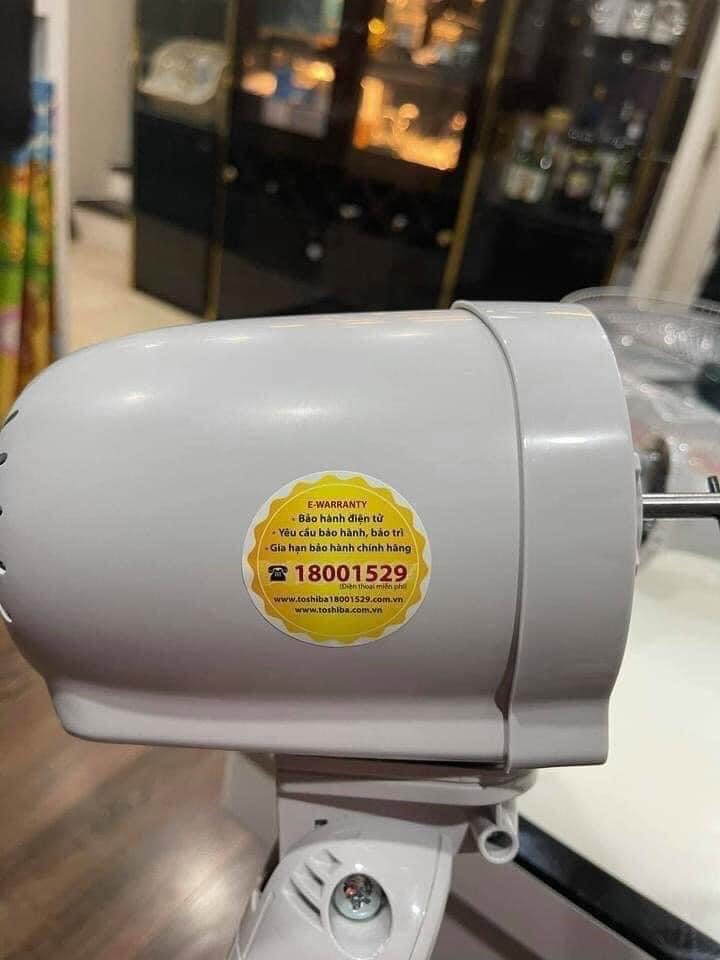 E-WARRANTY
- Bảo hành điện tử
- Yêu cầu bảo hành, bảo trì
- Gia hạn bảo hành chính hãng
☎ 18001529
(Điện thoại miễn phí)
www.toshiba18001529.com.vn
www.toshiba.com.vn